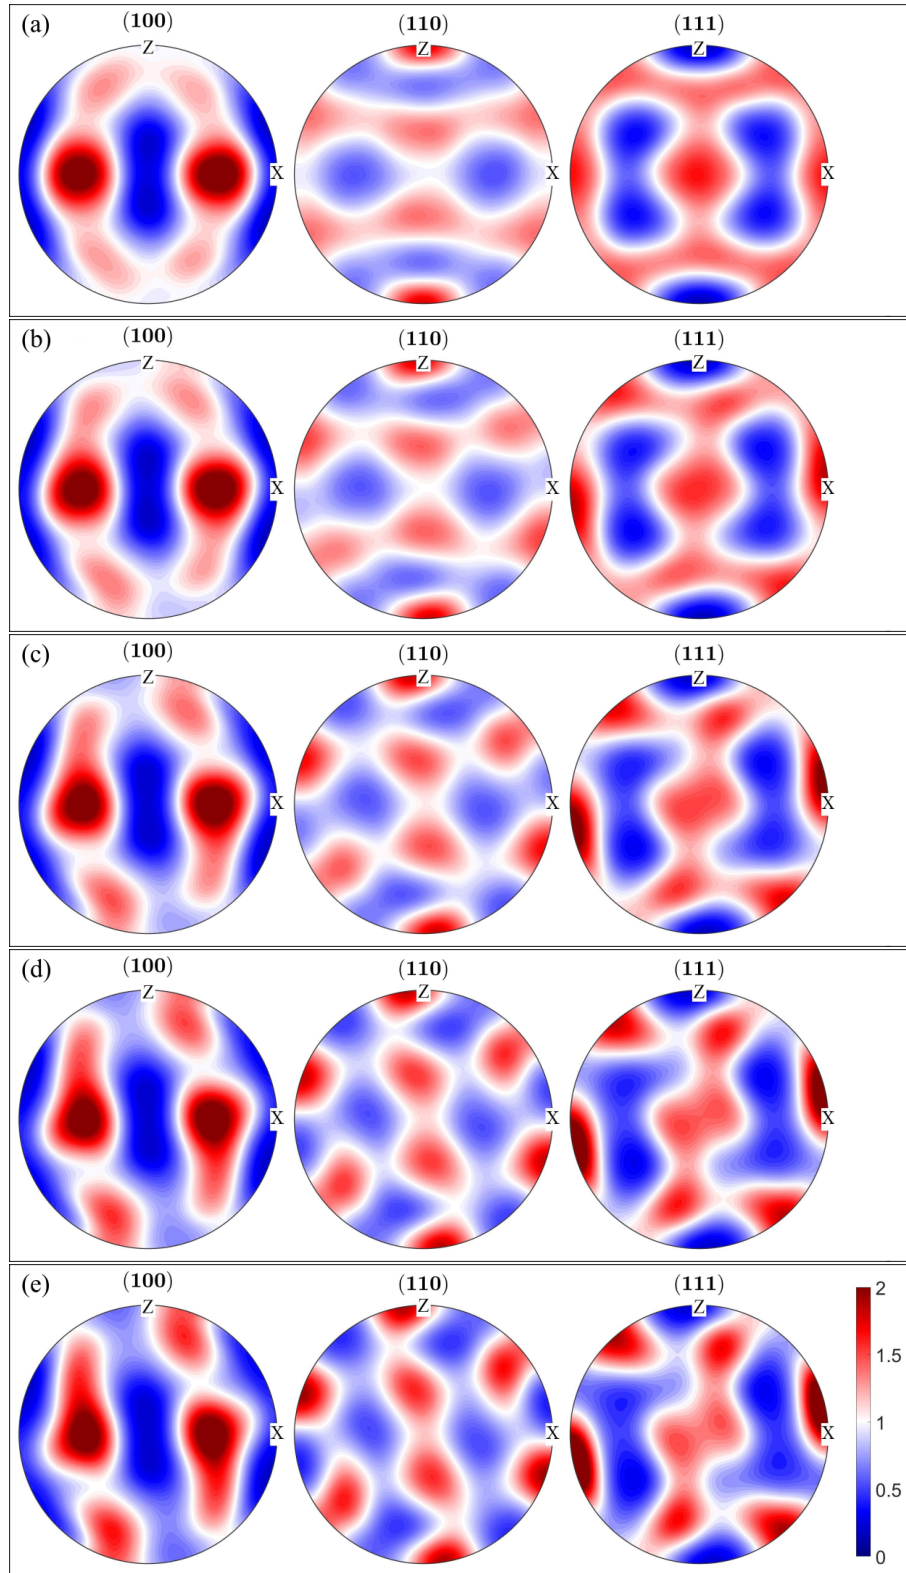 (a) (100) (110) (111)
Z Z Z
X X X
(b) (100) (110) (111)
Z Z Z
X X X
(c) (100) (110) (111)
Z Z Z
X X X
(d) (100) (110) (111)
Z Z Z
X X X
(e) (100) (110) (111)
Z Z Z
2
1.5
X X X 1
0.5
0